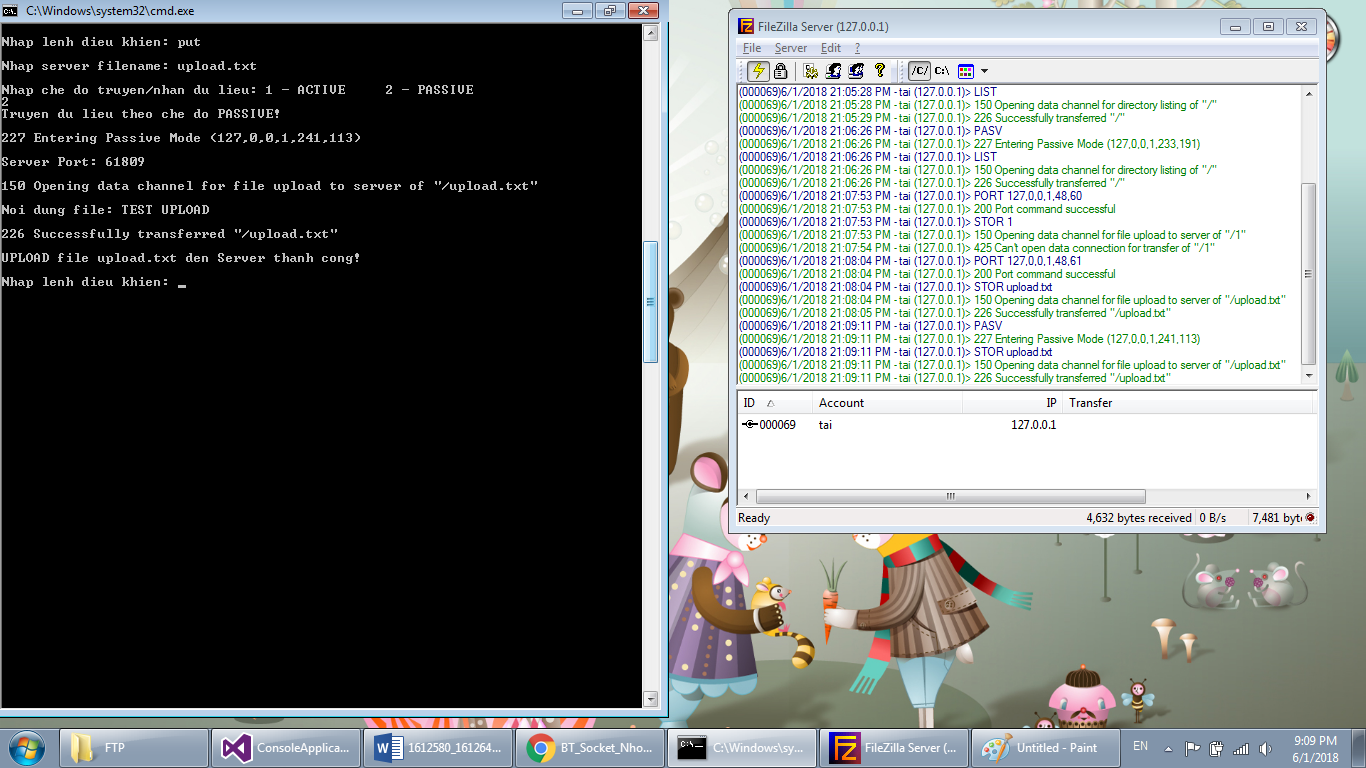 C:\Windows\system32\cmd.exe
Nhap lenh dieu khien: put
Nhap server filename: upload.txt
Nhap che do truyen/nhan du lieu: 1 - ACTIVE     2 - PASSIVE
2
Truyen du lieu theo che do PASSIVE!
227 Entering Passive Mode (127,0,0,1,241,113)
Server Port: 61809
150 Opening data channel for file upload to server of "/upload.txt"
Noi dung file: TEST UPLOAD
226 Successfully transferred "/upload.txt"
UPLOAD file upload.txt den Server thanh cong!
Nhap lenh dieu khien: _
FileZilla Server (127.0.0.1)
File Server Edit ?
/C/ C:\
(000069)6/1/2018 21:05:28 PM - tai (127.0.0.1)> LIST
(000069)6/1/2018 21:05:28 PM - tai (127.0.0.1)> 150 Opening data channel for directory listing of "/"
(000069)6/1/2018 21:05:29 PM - tai (127.0.0.1)> 226 Successfully transferred "/"
(000069)6/1/2018 21:06:26 PM - tai (127.0.0.1)> PASV
(000069)6/1/2018 21:06:26 PM - tai (127.0.0.1)> 227 Entering Passive Mode (127,0,0,1,233,191)
(000069)6/1/2018 21:06:26 PM - tai (127.0.0.1)> LIST
(000069)6/1/2018 21:06:26 PM - tai (127.0.0.1)> 150 Opening data channel for directory listing of "/"
(000069)6/1/2018 21:06:26 PM - tai (127.0.0.1)> 226 Successfully transferred "/"
(000069)6/1/2018 21:07:53 PM - tai (127.0.0.1)> PORT 127,0,0,1,48,60
(000069)6/1/2018 21:07:53 PM - tai (127.0.0.1)> 200 Port command successful
(000069)6/1/2018 21:07:53 PM - tai (127.0.0.1)> STOR 1
(000069)6/1/2018 21:07:53 PM - tai (127.0.0.1)> 150 Opening data channel for file upload to server of "/1"
(000069)6/1/2018 21:07:54 PM - tai (127.0.0.1)> 425 Can't open data connection for transfer of "/1"
(000069)6/1/2018 21:08:04 PM - tai (127.0.0.1)> PORT 127,0,0,1,48,61
(000069)6/1/2018 21:08:04 PM - tai (127.0.0.1)> 200 Port command successful
(000069)6/1/2018 21:08:04 PM - tai (127.0.0.1)> STOR upload.txt
(000069)6/1/2018 21:08:04 PM - tai (127.0.0.1)> 150 Opening data channel for file upload to server of "/upload.txt"
(000069)6/1/2018 21:08:05 PM - tai (127.0.0.1)> 226 Successfully transferred "/upload.txt"
(000069)6/1/2018 21:09:11 PM - tai (127.0.0.1)> PASV
(000069)6/1/2018 21:09:11 PM - tai (127.0.0.1)> 227 Entering Passive Mode (127,0,0,1,241,113)
(000069)6/1/2018 21:09:11 PM - tai (127.0.0.1)> STOR upload.txt
(000069)6/1/2018 21:09:11 PM - tai (127.0.0.1)> 150 Opening data channel for file upload to server of "/upload.txt"
(000069)6/1/2018 21:09:11 PM - tai (127.0.0.1)> 226 Successfully transferred "/upload.txt"
ID Account IP Transfer
000069 tai 127.0.0.1
Ready 4,632 bytes received 0 B/s 7,481 byt
FTP
ConsoleApplica...
1612580_161264...
BT_Socket_Nho...
C:\Windows\sy...
FileZilla Server (...
Untitled - Paint
EN
9:09 PM
6/1/2018